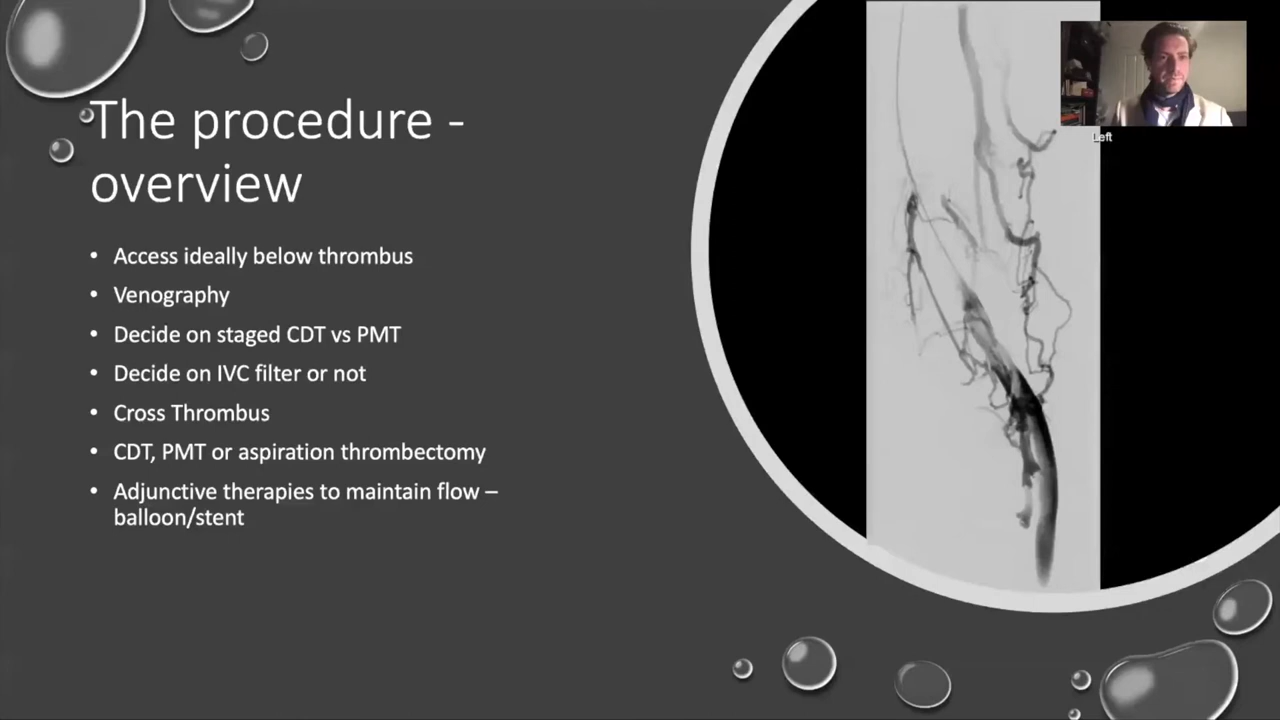 The procedure -
overview
• Access ideally below thrombus
• Venography
• Decide on staged CDT vs PMT
• Decide on IVC filter or not
• Cross Thrombus
• CDT, PMT or aspiration thrombectomy
• Adjunctive therapies to maintain flow –
balloon/stent
Left